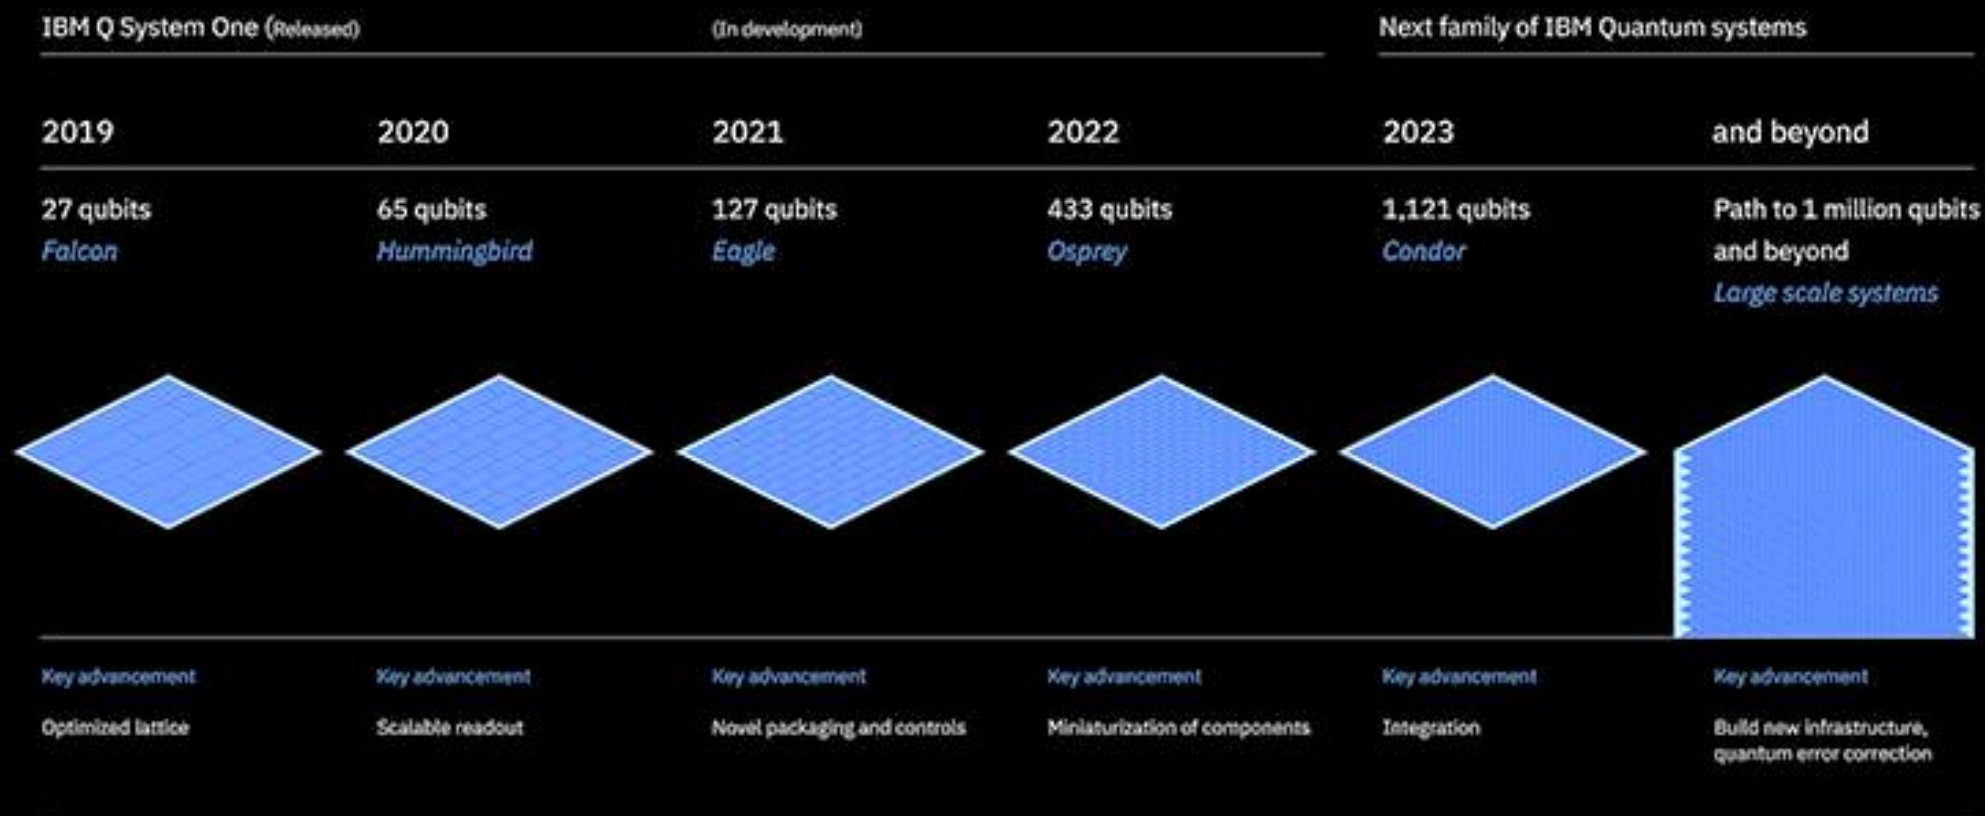 IBM Q System One (Released)
(In development)
Next family of IBM Quantum systems
2019
2020
2021
2022
2023
and beyond
27 qubits
65 qubits
127 qubits
433 qubits
1,121 qubits
Path to 1 million qubits
and beyond
Falcon
Hummingbird
Eagle
Osprey
Condor
Large scale systems
Key advancement
Key advancement
Key advancement
Key advancement
Key advancement
Key advancement
Optimized lattice
Scalable readout
Novel packaging and controls
Miniaturization of components
Integration
Build new infrastructure,
quantum error correction